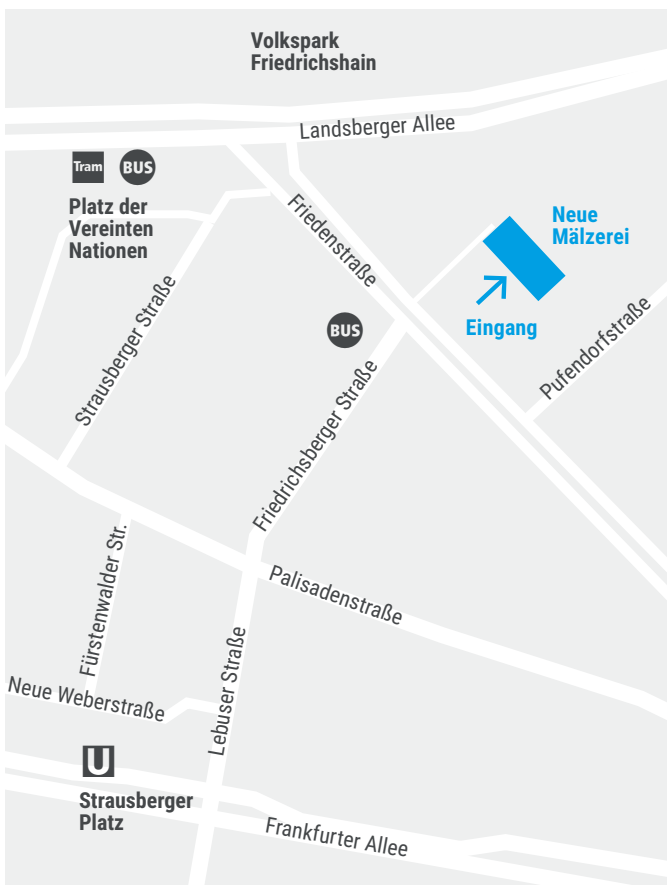 Volkspark
Friedrichshain
Landsberger Allee
Tram
BUS
Platz der
Vereinten
Nationen
Friedenstraße
Neue
Mälzerei
Eingang
BUS
Strausberger Straße
Pufendorfstraße
Friedrichsberger Straße
Fürstenwalder Str.
Palisadenstraße
Lebuser Straße
Neue Weberstraße
U
Strausberger
Platz
Frankfurter Allee